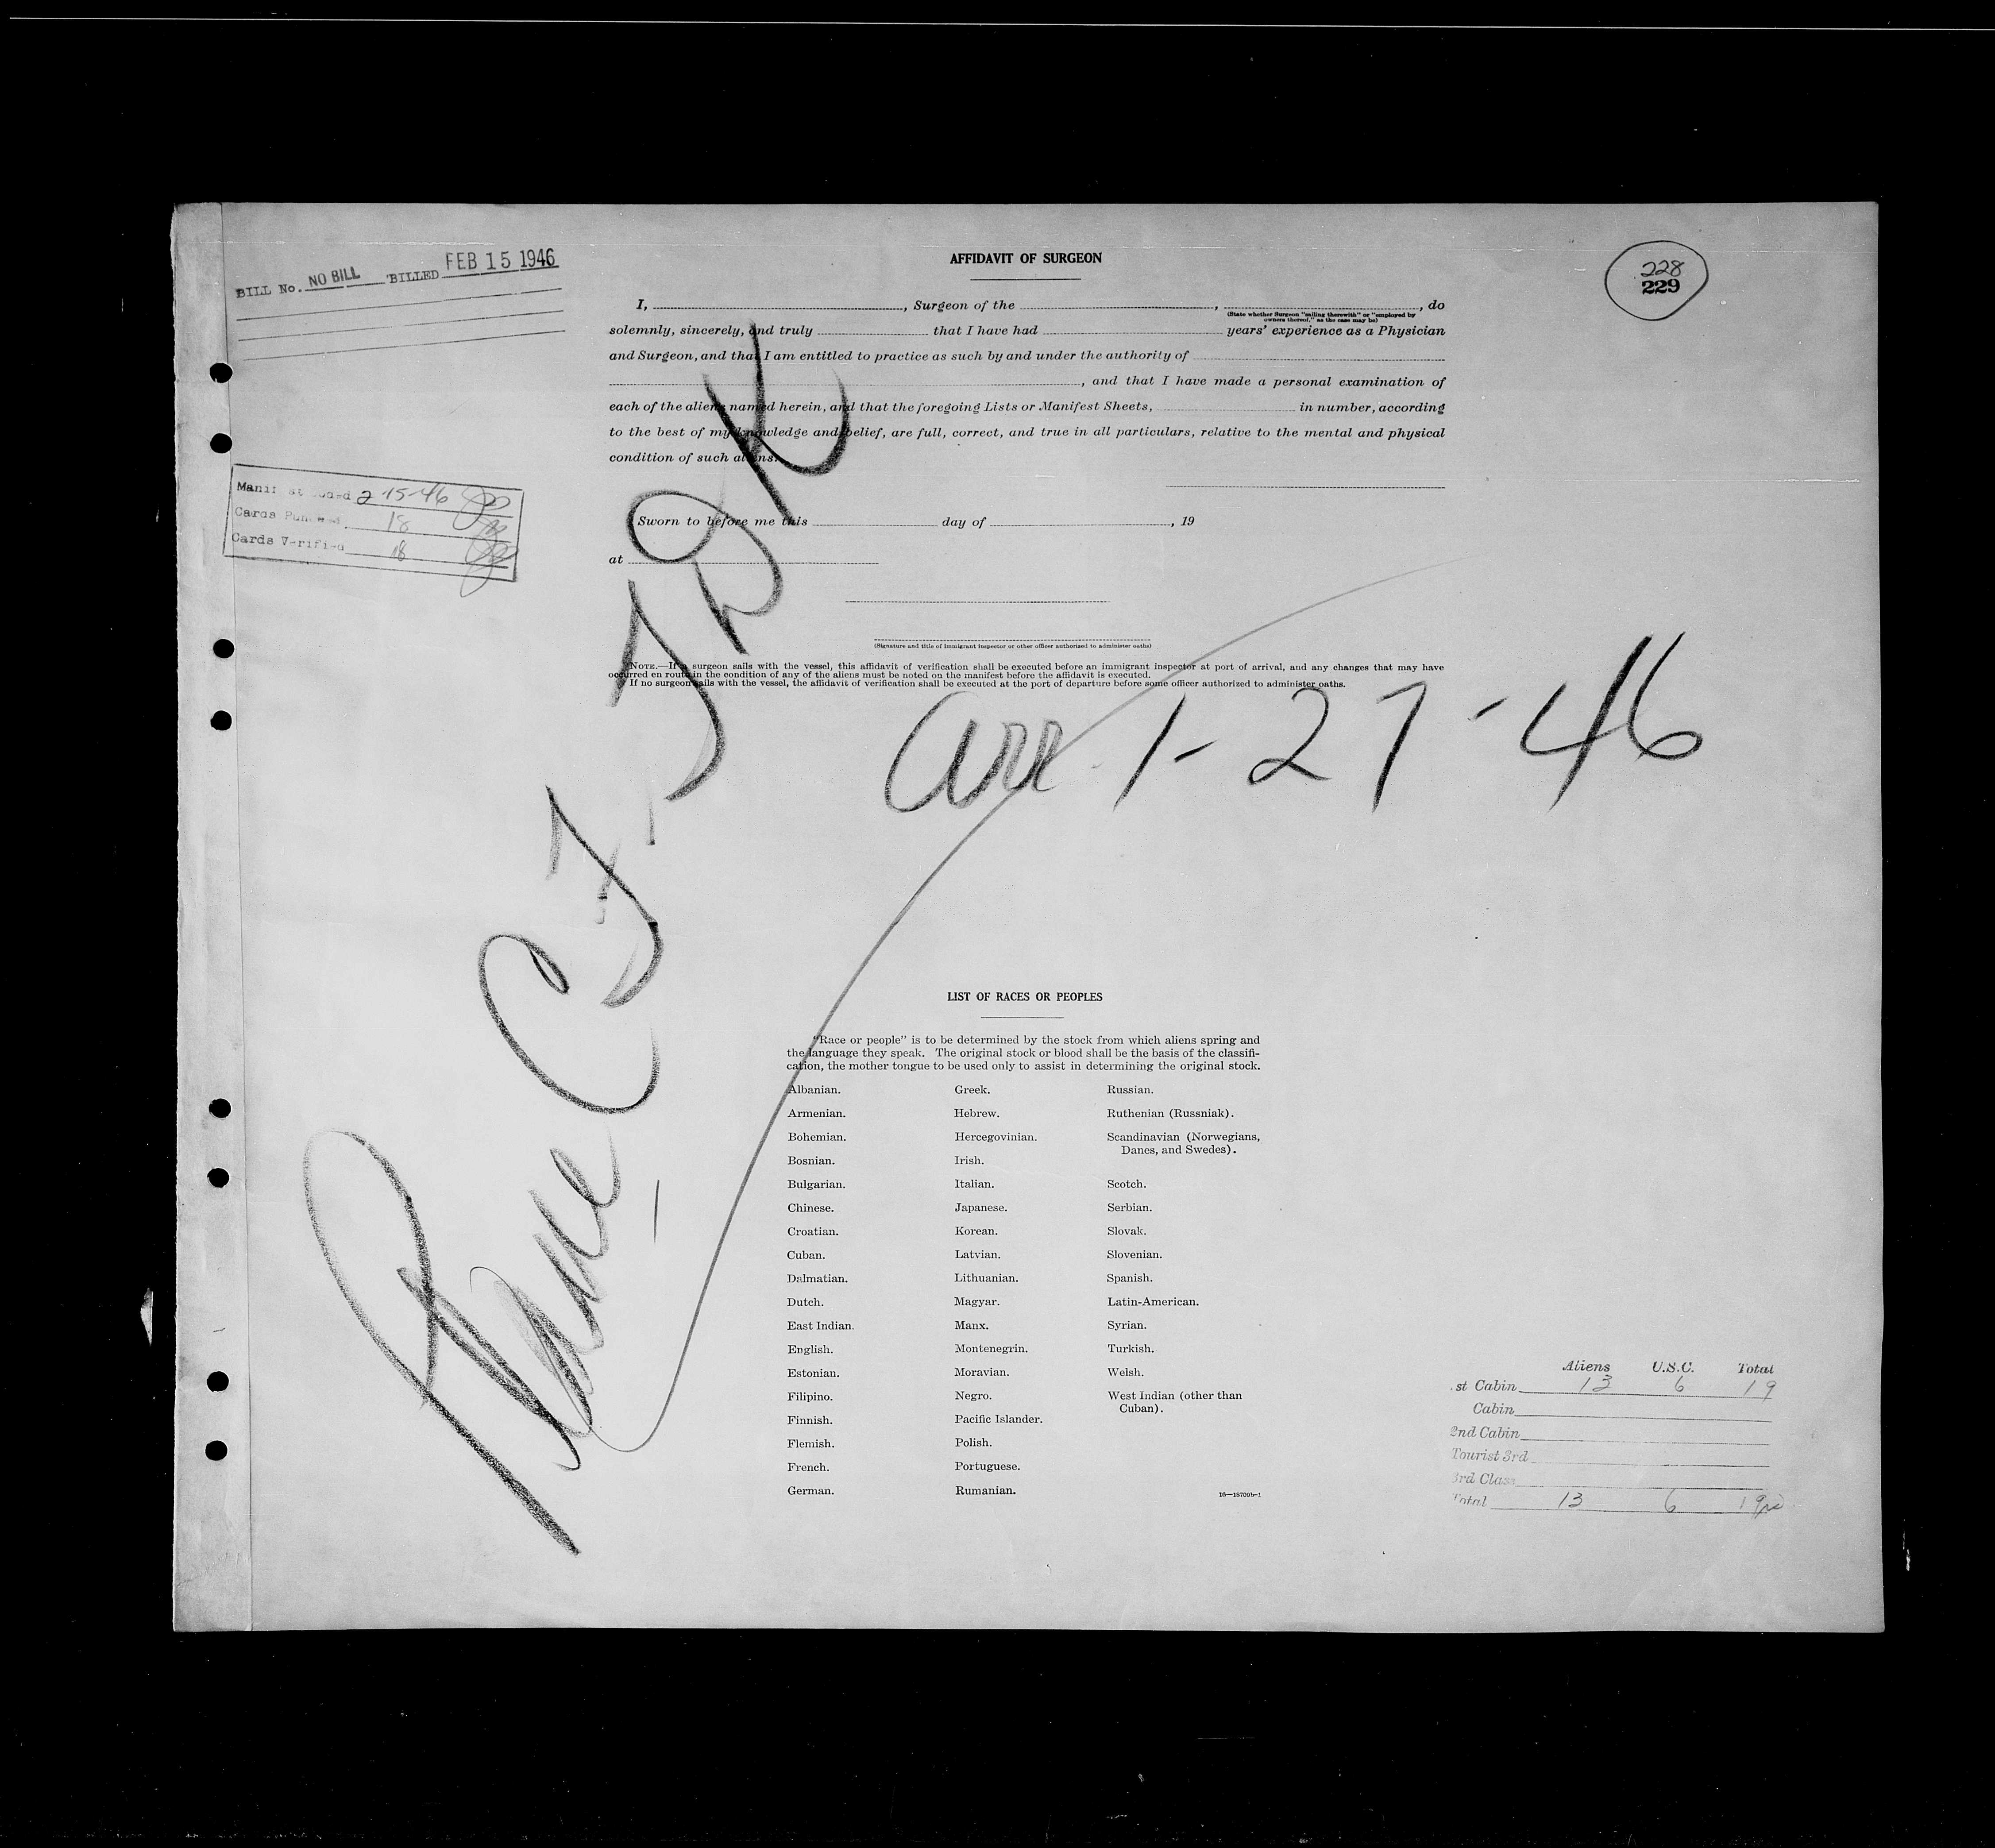 BILL No. NO BILL BILLED FEB 15 1946
AFFIDAVIT OF SURGEON
228
229
I, , Surgeon of the , , do
(State whether Surgeon "sailing therewith" or "employed by
owners thereof," as the case may be)
solemnly, sincerely, and truly that I have had years' experience as a Physician
and Surgeon, and that I am entitled to practice as such by and under the authority of
, and that I have made a personal examination of
each of the aliens named herein, and that the foregoing Lists or Manifest Sheets, in number, according
to the best of my knowledge and belief, are full, correct, and true in all particulars, relative to the mental and physical
condition of such aliens.
Manifest Coded 2-15-46
Cards Punched 18
Cards Verified 18
Sworn to before me this day of , 19
at
(Signature and title of immigrant inspector or other officer authorized to administer oaths)
NOTE.—If a surgeon sails with the vessel, this affidavit of verification shall be executed before an immigrant inspector at port of arrival, and any changes that may have
occurred en route in the condition of any of the aliens must be noted on the manifest before the affidavit is executed.
If no surgeon sails with the vessel, the affidavit of verification shall be executed at the port of departure before some officer authorized to administer oaths.
Plane CF-TDK
arr 1-27-46
LIST OF RACES OR PEOPLES
"Race or people" is to be determined by the stock from which aliens spring and
the language they speak. The original stock or blood shall be the basis of the classifi-
cation, the mother tongue to be used only to assist in determining the original stock.
Albanian.
Armenian.
Bohemian.
Bosnian.
Bulgarian.
Chinese.
Croatian.
Cuban.
Dalmatian.
Dutch.
East Indian.
English.
Estonian.
Filipino.
Finnish.
Flemish.
French.
German.
Greek.
Hebrew.
Hercegovinian.
Irish.
Italian.
Japanese.
Korean.
Latvian.
Lithuanian.
Magyar.
Manx.
Montenegrin.
Moravian.
Negro.
Pacific Islander.
Polish.
Portuguese.
Rumanian.
Russian.
Ruthenian (Russniak).
Scandinavian (Norwegians,
Danes, and Swedes).
Scotch.
Serbian.
Slovak.
Slovenian.
Spanish.
Latin-American.
Syrian.
Turkish.
Welsh.
West Indian (other than
Cuban).
16—18709b-1
Aliens U.S.C. Total
st Cabin 13 6 19
Cabin
2nd Cabin
Tourist 3rd
3rd Class
Total 13 6 19